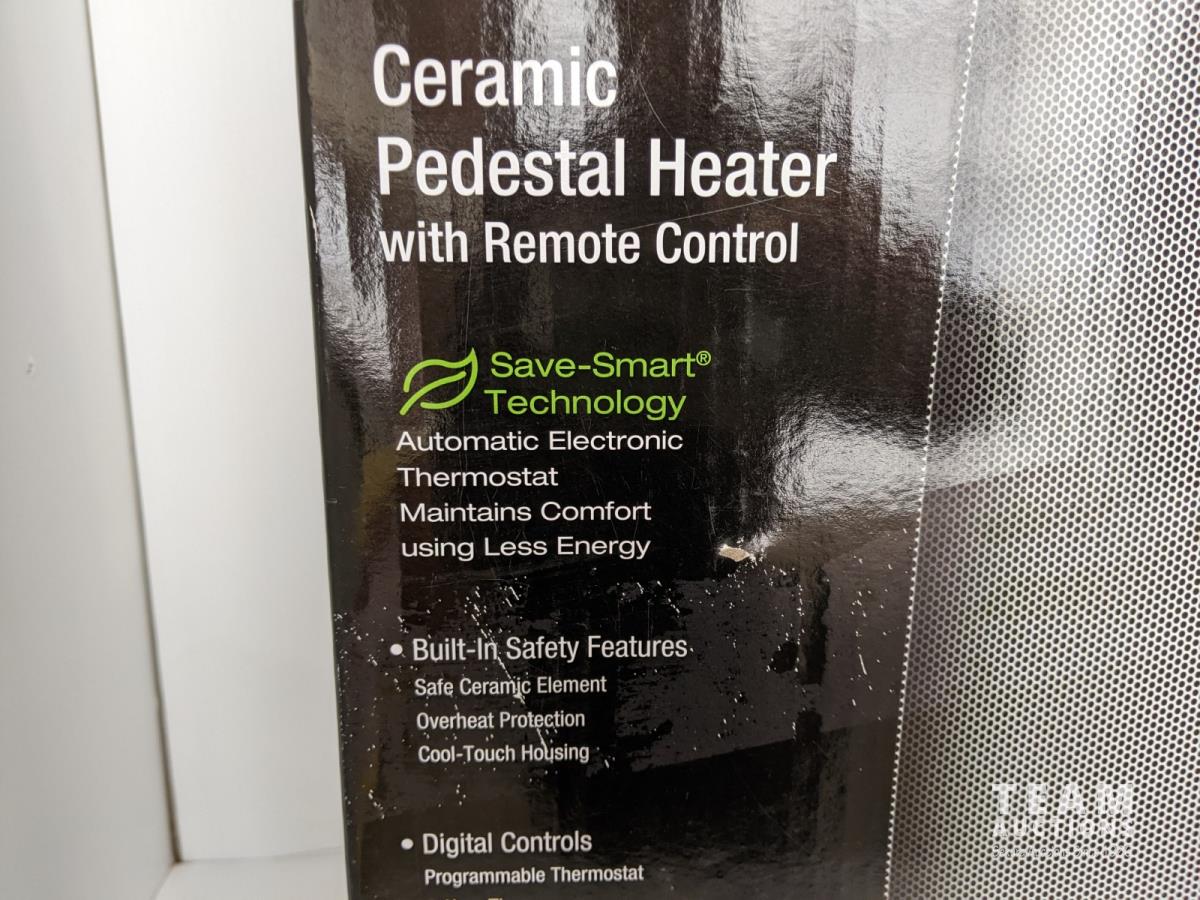 Ceramic
Pedestal Heater
with Remote Control
Save-Smart®
Technology
Automatic Electronic
Thermostat
Maintains Comfort
using Less Energy
• Built-In Safety Features
Safe Ceramic Element
Overheat Protection
Cool-Touch Housing
• Digital Controls
Programmable Thermostat
TEAM
AUCTIONS